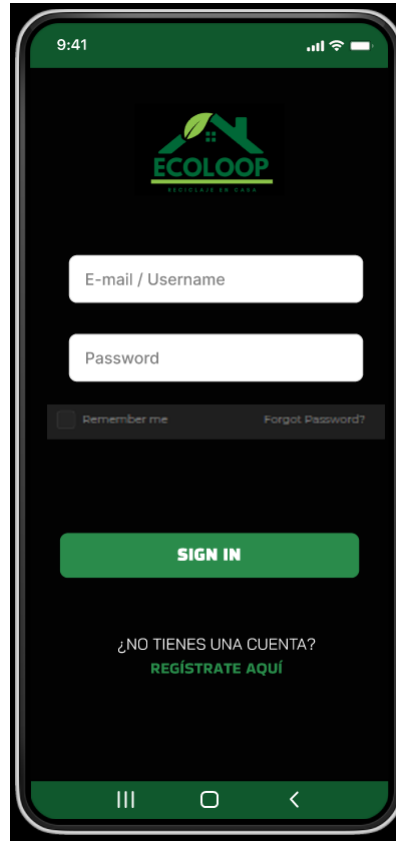 9:41
ECOLOOP
RECICLAJE EN CASA
E-mail / Username
Password
Remember me
Forgot Password?
SIGN IN
¿NO TIENES UNA CUENTA?
REGÍSTRATE AQUÍ